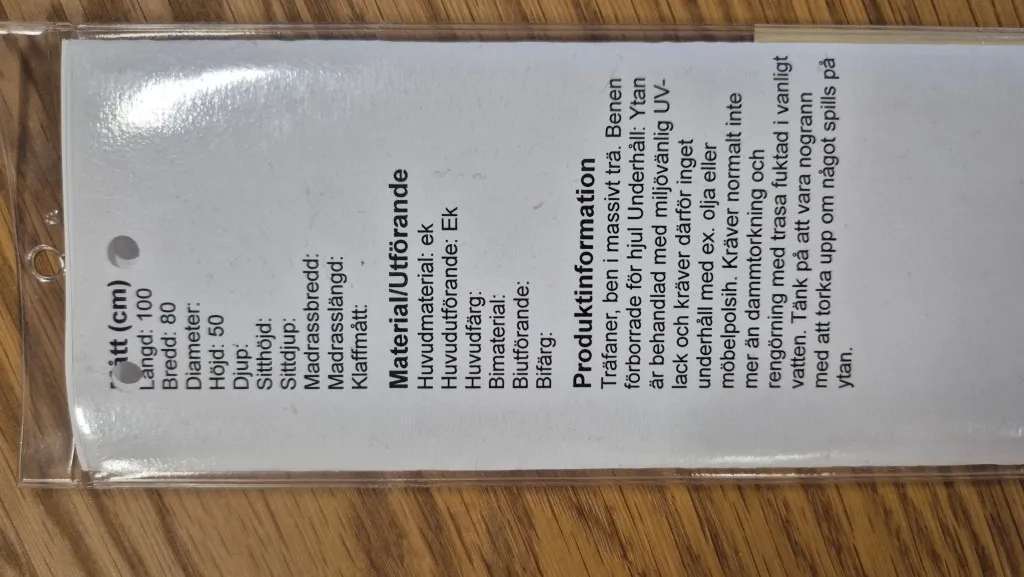 Mått (cm)
Längd: 100
Bredd: 80
Diameter:
Höjd: 50
Djup:
Sitthöjd:
Sittdjup:
Madrassbredd:
Madrasslängd:
Klaffmått:
Material/Utförande
Huvudmaterial: ek
Huvudutförande: Ek
Huvudfärg:
Bimaterial:
Biutförande:
Bifärg:
Produktinformation
Träfaner, ben i massivt trä. Benen
förborrade för hjul Underhåll: Ytan
är behandlad med miljövänlig UV-
lack och kräver därför inget
underhåll med ex. olja eller
möbelpolsih. Kräver normalt inte
mer än dammtorkning och
rengörning med trasa fuktad i vanligt
vatten. Tänk på att vara nogrann
med att torka upp om något spills på
ytan.